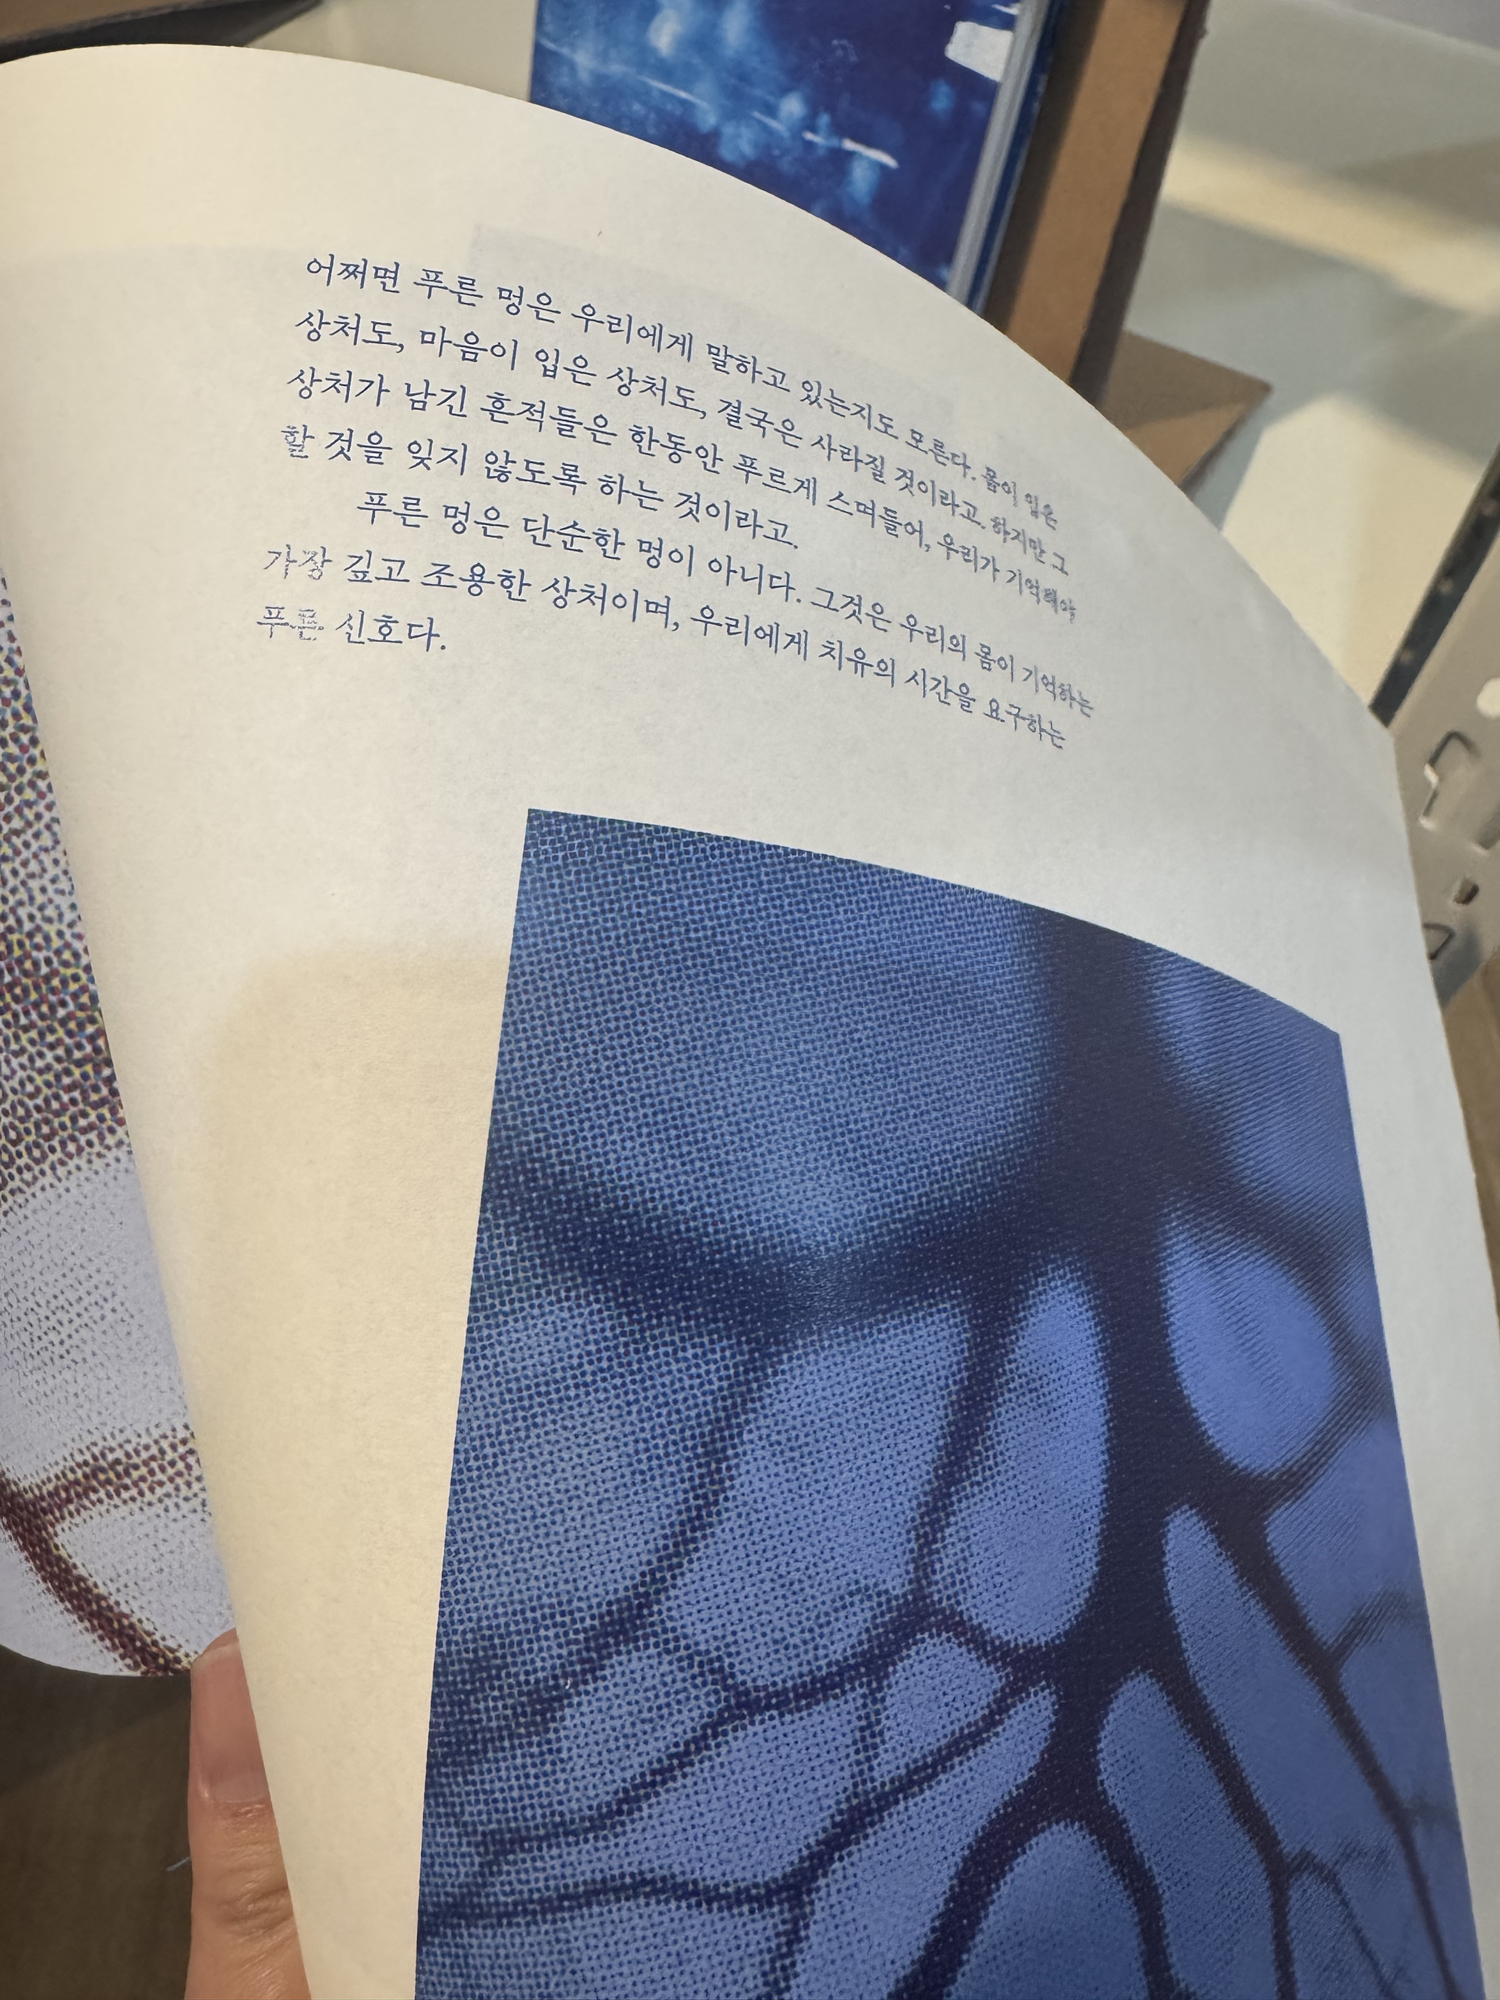 어쩌면 푸른 멍은 우리에게 말하고 있는지도 모른다. 몸이 입은
상처도, 마음이 입은 상처도, 결국은 사라질 것이라고. 하지만 그
상처가 남긴 흔적들은 한동안 푸르게 스며들어, 우리가 기억해야
할 것을 잊지 않도록 하는 것이라고.
푸른 멍은 단순한 멍이 아니다. 그것은 우리의 몸이 기억하는
가장 깊고 조용한 상처이며, 우리에게 치유의 시간을 요구하는
푸른 신호다.